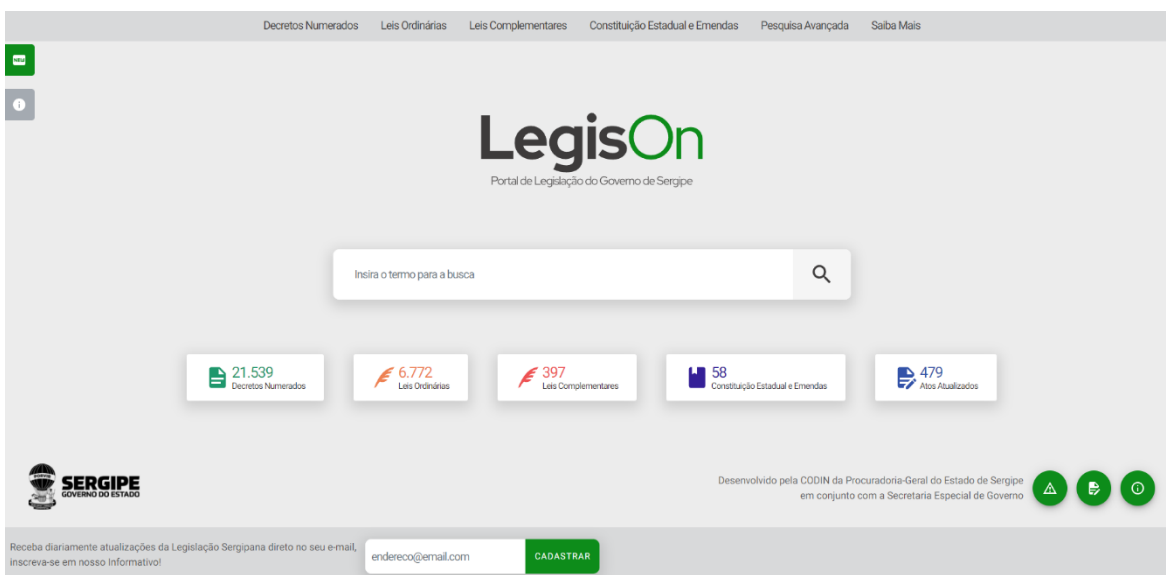 Decretos Numerados Leis Ordinárias Leis Complementares Constituição Estadual e Emendas Pesquisa Avançada Saiba Mais
NEW
LegisOn
Portal de Legislação do Governo de Sergipe
Insira o termo para a busca
21.539
Decretos Numerados
6.772
Leis Ordinárias
397
Leis Complementares
58
Constituição Estadual e Emendas
479
Atos Atualizados
SERGIPE
GOVERNO DO ESTADO
Desenvolvido pela CODIN da Procuradoria-Geral do Estado de Sergipe
em conjunto com a Secretaria Especial de Governo
Receba diariamente atualizações da Legislação Sergipana direto no seu e-mail,
inscreva-se em nosso Informativo!
endereco@email.com
CADASTRAR